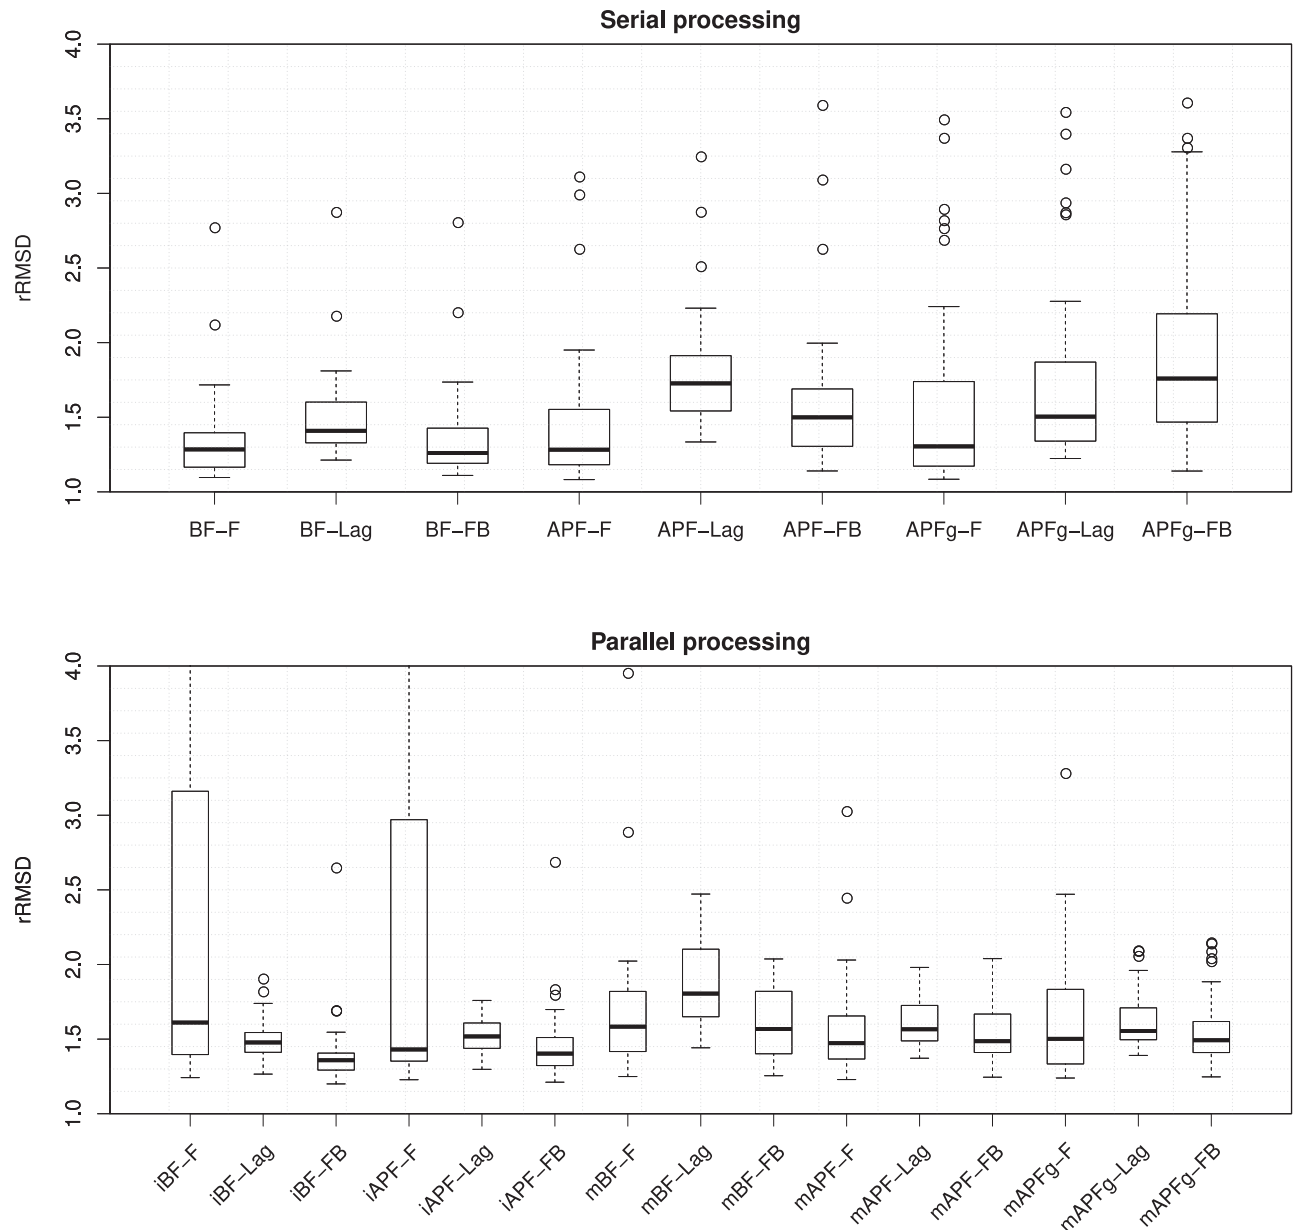 Serial processing
rRMSD
4.0
3.5
3.0
2.5
2.0
1.5
1.0
BF−F BF−Lag BF−FB APF−F APF−Lag APF−FB APFg−F APFg−Lag APFg−FB
Parallel processing
rRMSD
4.0
3.5
3.0
2.5
2.0
1.5
1.0
iBF−F iBF−Lag iBF−FB iAPF−F iAPF−Lag iAPF−FB mBF−F mBF−Lag mBF−FB mAPF−F mAPF−Lag mAPF−FB mAPFg−F mAPFg−Lag mAPFg−FB